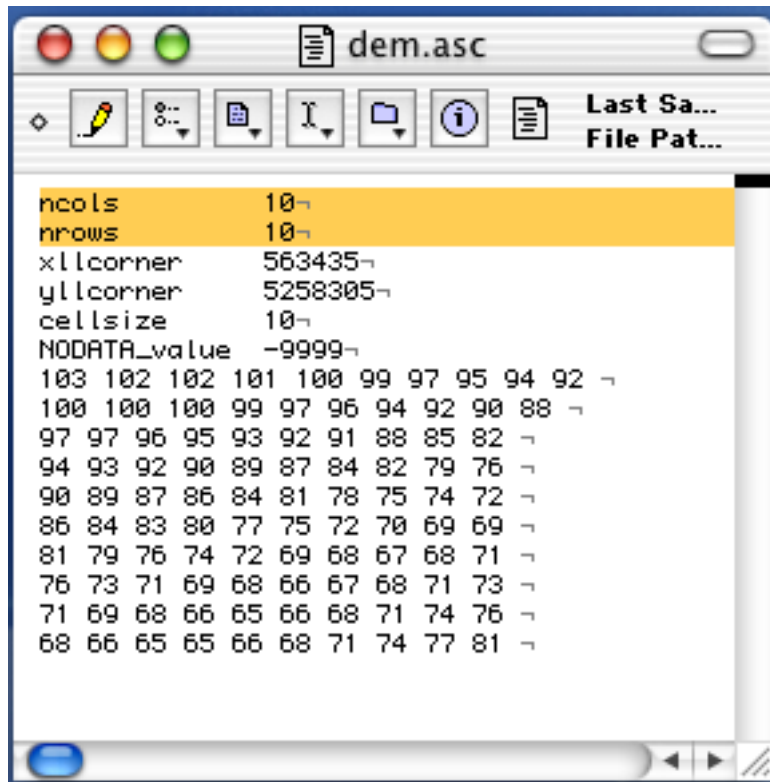 dem.asc
Last Sa...
File Pat...
ncols 10¬
nrows 10¬
xllcorner 563435¬
yllcorner 5258305¬
cellsize 10¬
NODATA_value -9999¬
103 102 102 101 100 99 97 95 94 92 ¬
100 100 100 99 97 96 94 92 90 88 ¬
97 97 96 95 93 92 91 88 85 82 ¬
94 93 92 90 89 87 84 82 79 76 ¬
90 89 87 86 84 81 78 75 74 72 ¬
86 84 83 80 77 75 72 70 69 69 ¬
81 79 76 74 72 69 68 67 68 71 ¬
76 73 71 69 68 66 67 68 71 73 ¬
71 69 68 66 65 66 68 71 74 76 ¬
68 66 65 65 66 68 71 74 77 81 ¬